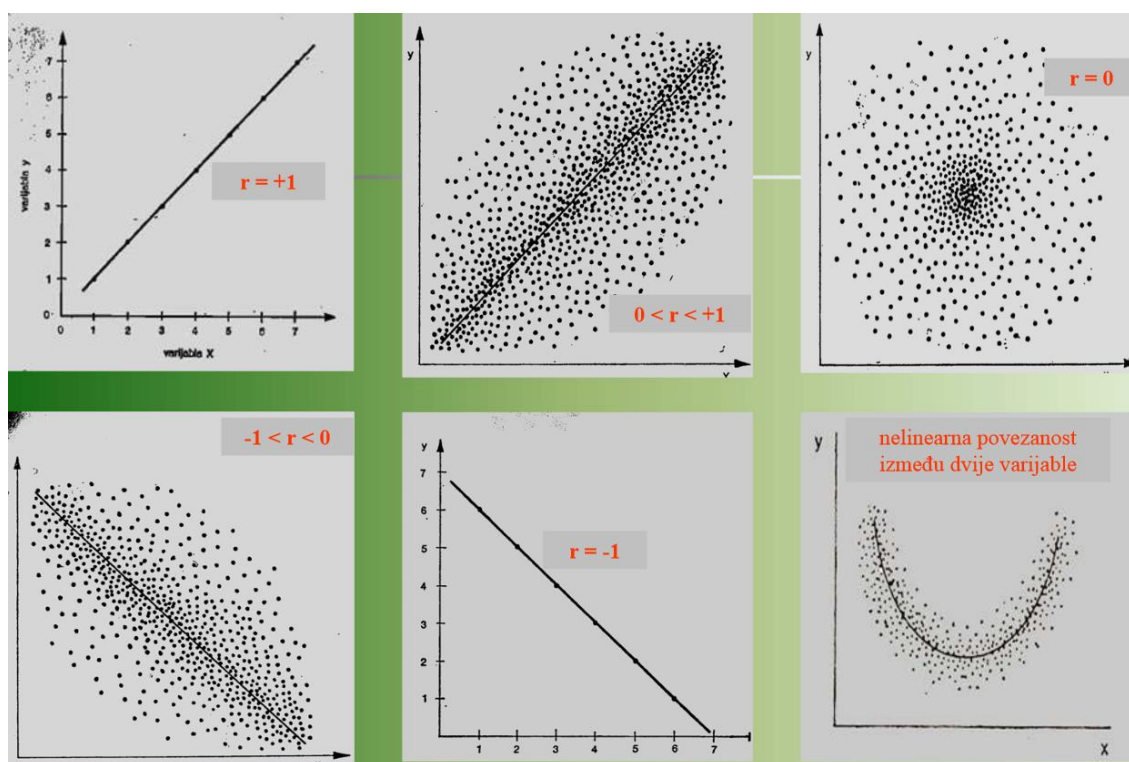 7
6
5
4
3
2
1
0
varijable y
r = +1
0 1 2 3 4 5 6 7
varijable X
y
0 < r < +1
X
y
r = 0
-1 < r < 0
y
7
6
5
4
3
2
1
r = -1
1 2 3 4 5 6 7
nelinearna povezanost
između dvije varijable
y
X